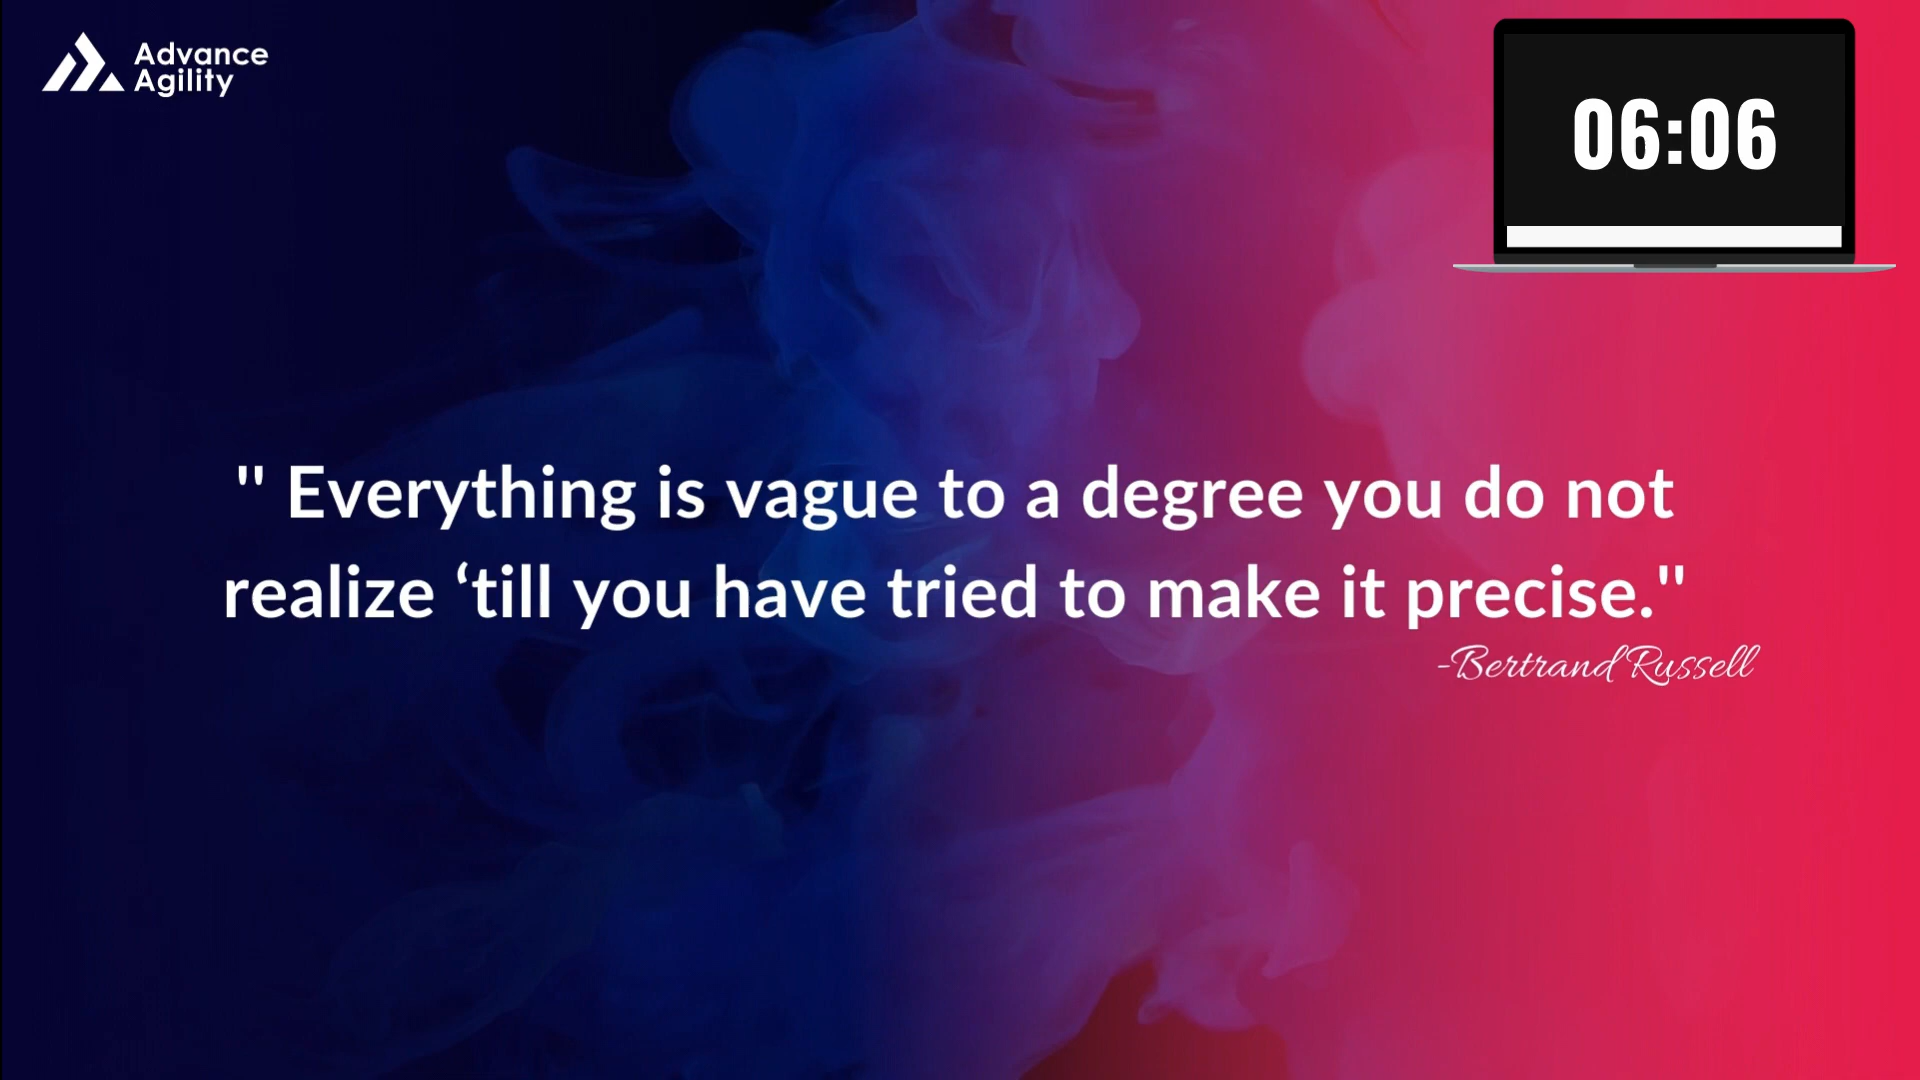 Advance
Agility
06:06
" Everything is vague to a degree you do not
realize ‘till you have tried to make it precise."
-Bertrand Russell